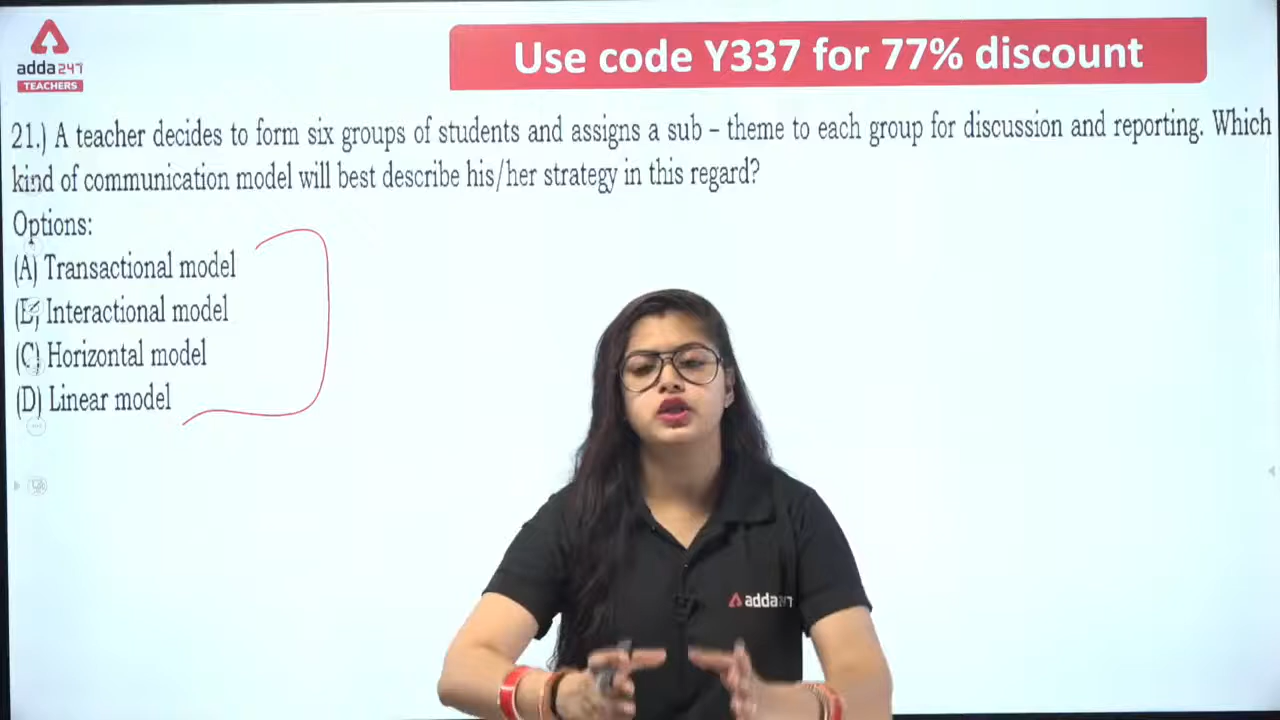 Use code Y337 for 77% discount
adda247
TEACHERS
21.) A teacher decides to form six groups of students and assigns a sub – theme to each group for discussion and reporting. Which
kind of communication model will best describe his/her strategy in this regard?
Options:
(A) Transactional model
(B) Interactional model
(C) Horizontal model
(D) Linear model
adda247